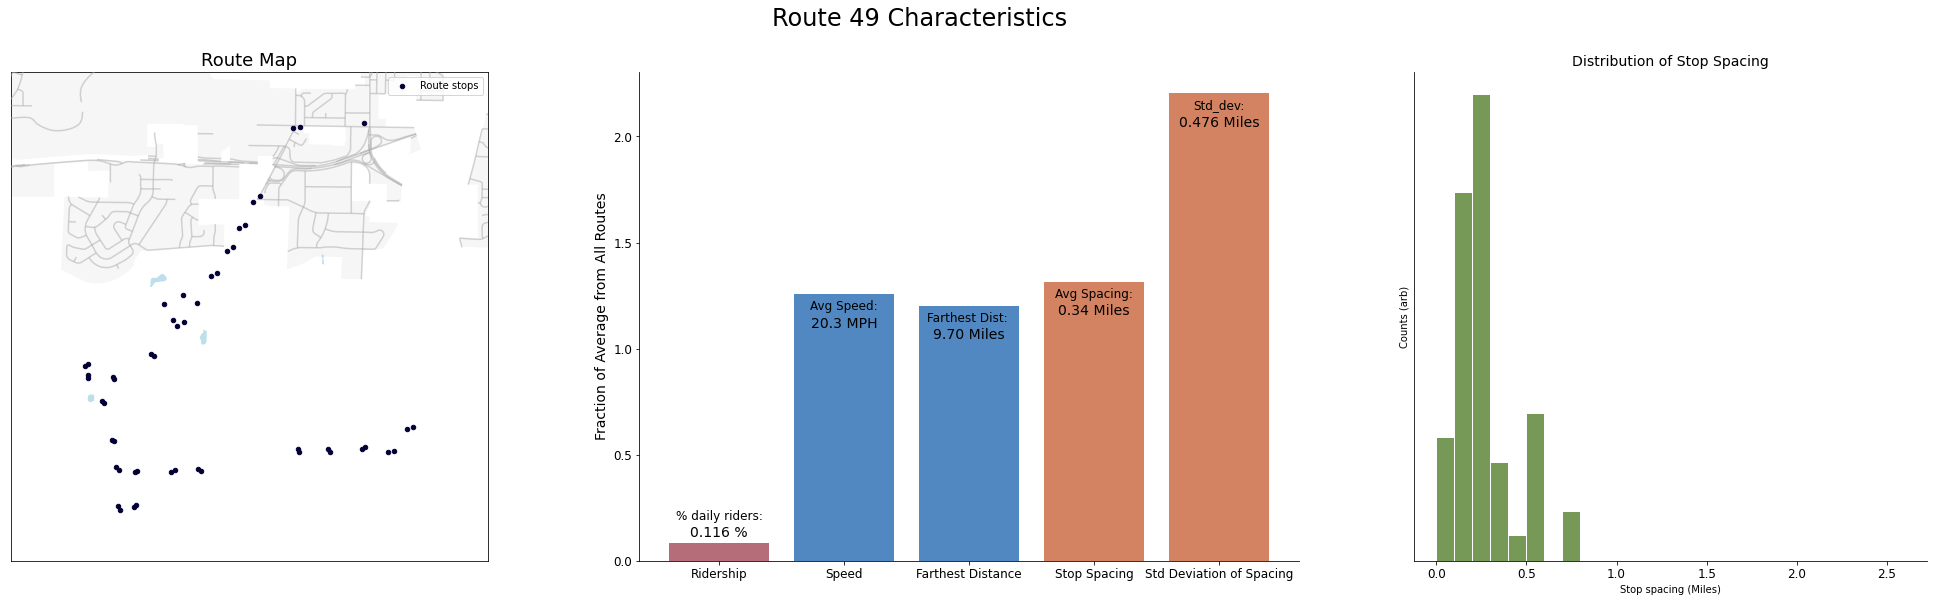 Route 49 Characteristics
Route Map
Route stops
Fraction of Average from All Routes
2.0
1.5
1.0
0.5
0.0
% daily riders:
0.116 %
Avg Speed:
20.3 MPH
Farthest Dist:
9.70 Miles
Avg Spacing:
0.34 Miles
Std_dev:
0.476 Miles
Ridership
Speed
Farthest Distance
Stop Spacing
Std Deviation of Spacing
Distribution of Stop Spacing
Counts (arb)
0.0
0.5
1.0
1.5
2.0
2.5
Stop spacing (Miles)